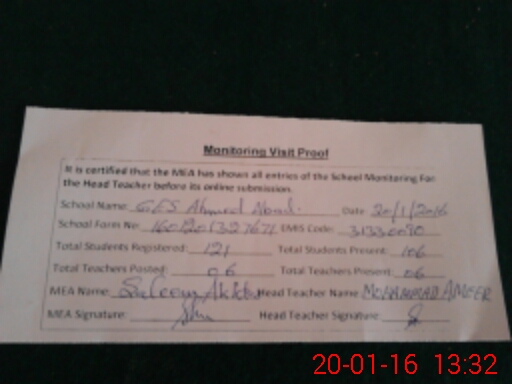 Monitoring Visit Proof
It is certified that the MEA has shown all entries of the School Monitoring For
the Head Teacher before its online submission.
School Name: GES Ahmed Abad. Date: 20/1/2016
School Form No: EMIS Code: 31330090
Total Students Registered: 121 Total Students Present: 106
Total Teachers Posted: 06 Total Teachers Present: 06
MEA Name: Saleem Akhtar Head Teacher Name: MOHAMMAD AMEER
MEA Signature: Head Teacher Signature:
20-01-16 13:32